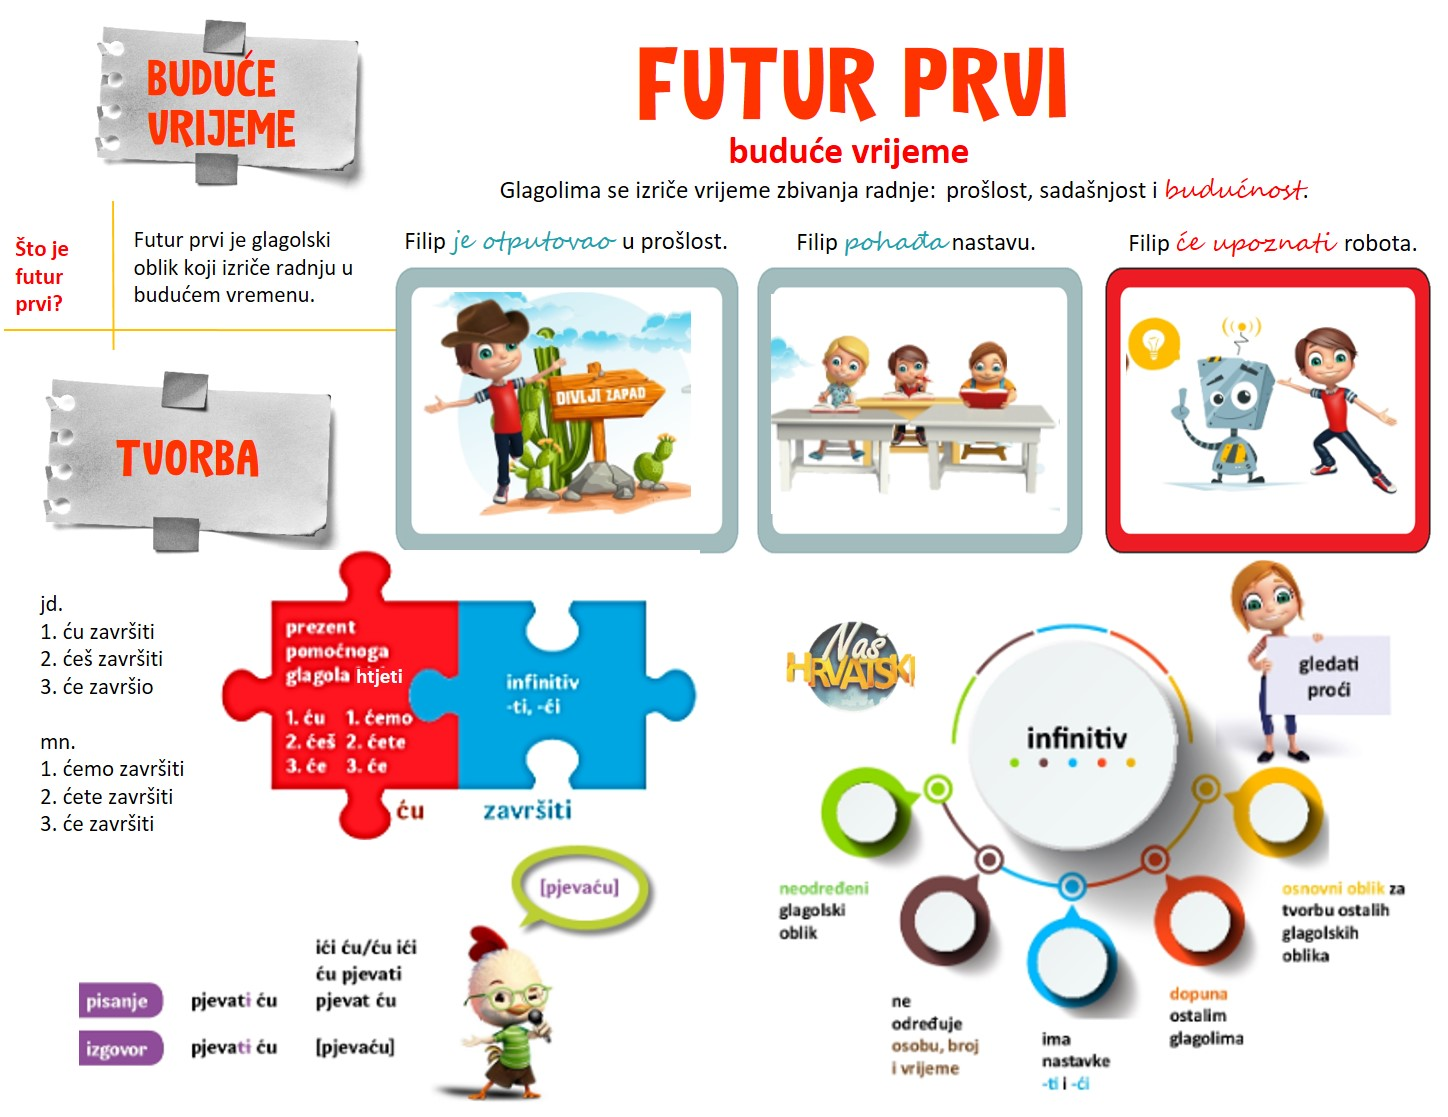 BUDUĆE
VRIJEME
FUTUR PRVI
buduće vrijeme
Glagolima se izriče vrijeme zbivanja radnje: prošlost, sadašnjost i budućnost.
Što je
futur
prvi?
Futur prvi je glagolski
oblik koji izriče radnju u
budućem vremenu.
Filip je otputovao u prošlost.
Filip pohađa nastavu.
Filip će upoznati robota.
DIVLJI ZAPAD
TVORBA
jd.
1. ću završiti
2. ćeš završiti
3. će završio
mn.
1. ćemo završiti
2. ćete završiti
3. će završiti
prezent
pomoćnoga
glagola htjeti
1. ću 1. ćemo
2. ćeš 2. ćete
3. će 3. će
infinitiv
-ti, -ći
ću završiti
Naš
HRVATSKI
gledati
proći
infinitiv
neodređeni
glagolski
oblik
ne
određuje
osobu, broj
i vrijeme
ima
nastavke
-ti i -ći
dopuna
ostalim
glagolima
osnovni oblik za
tvorbu ostalih
glagolskih
oblika
[pjevaću]
ići ću/ću ići
ću pjevati
pisanje pjevati ću pjevat ću
izgovor pjevati ću [pjevaću]